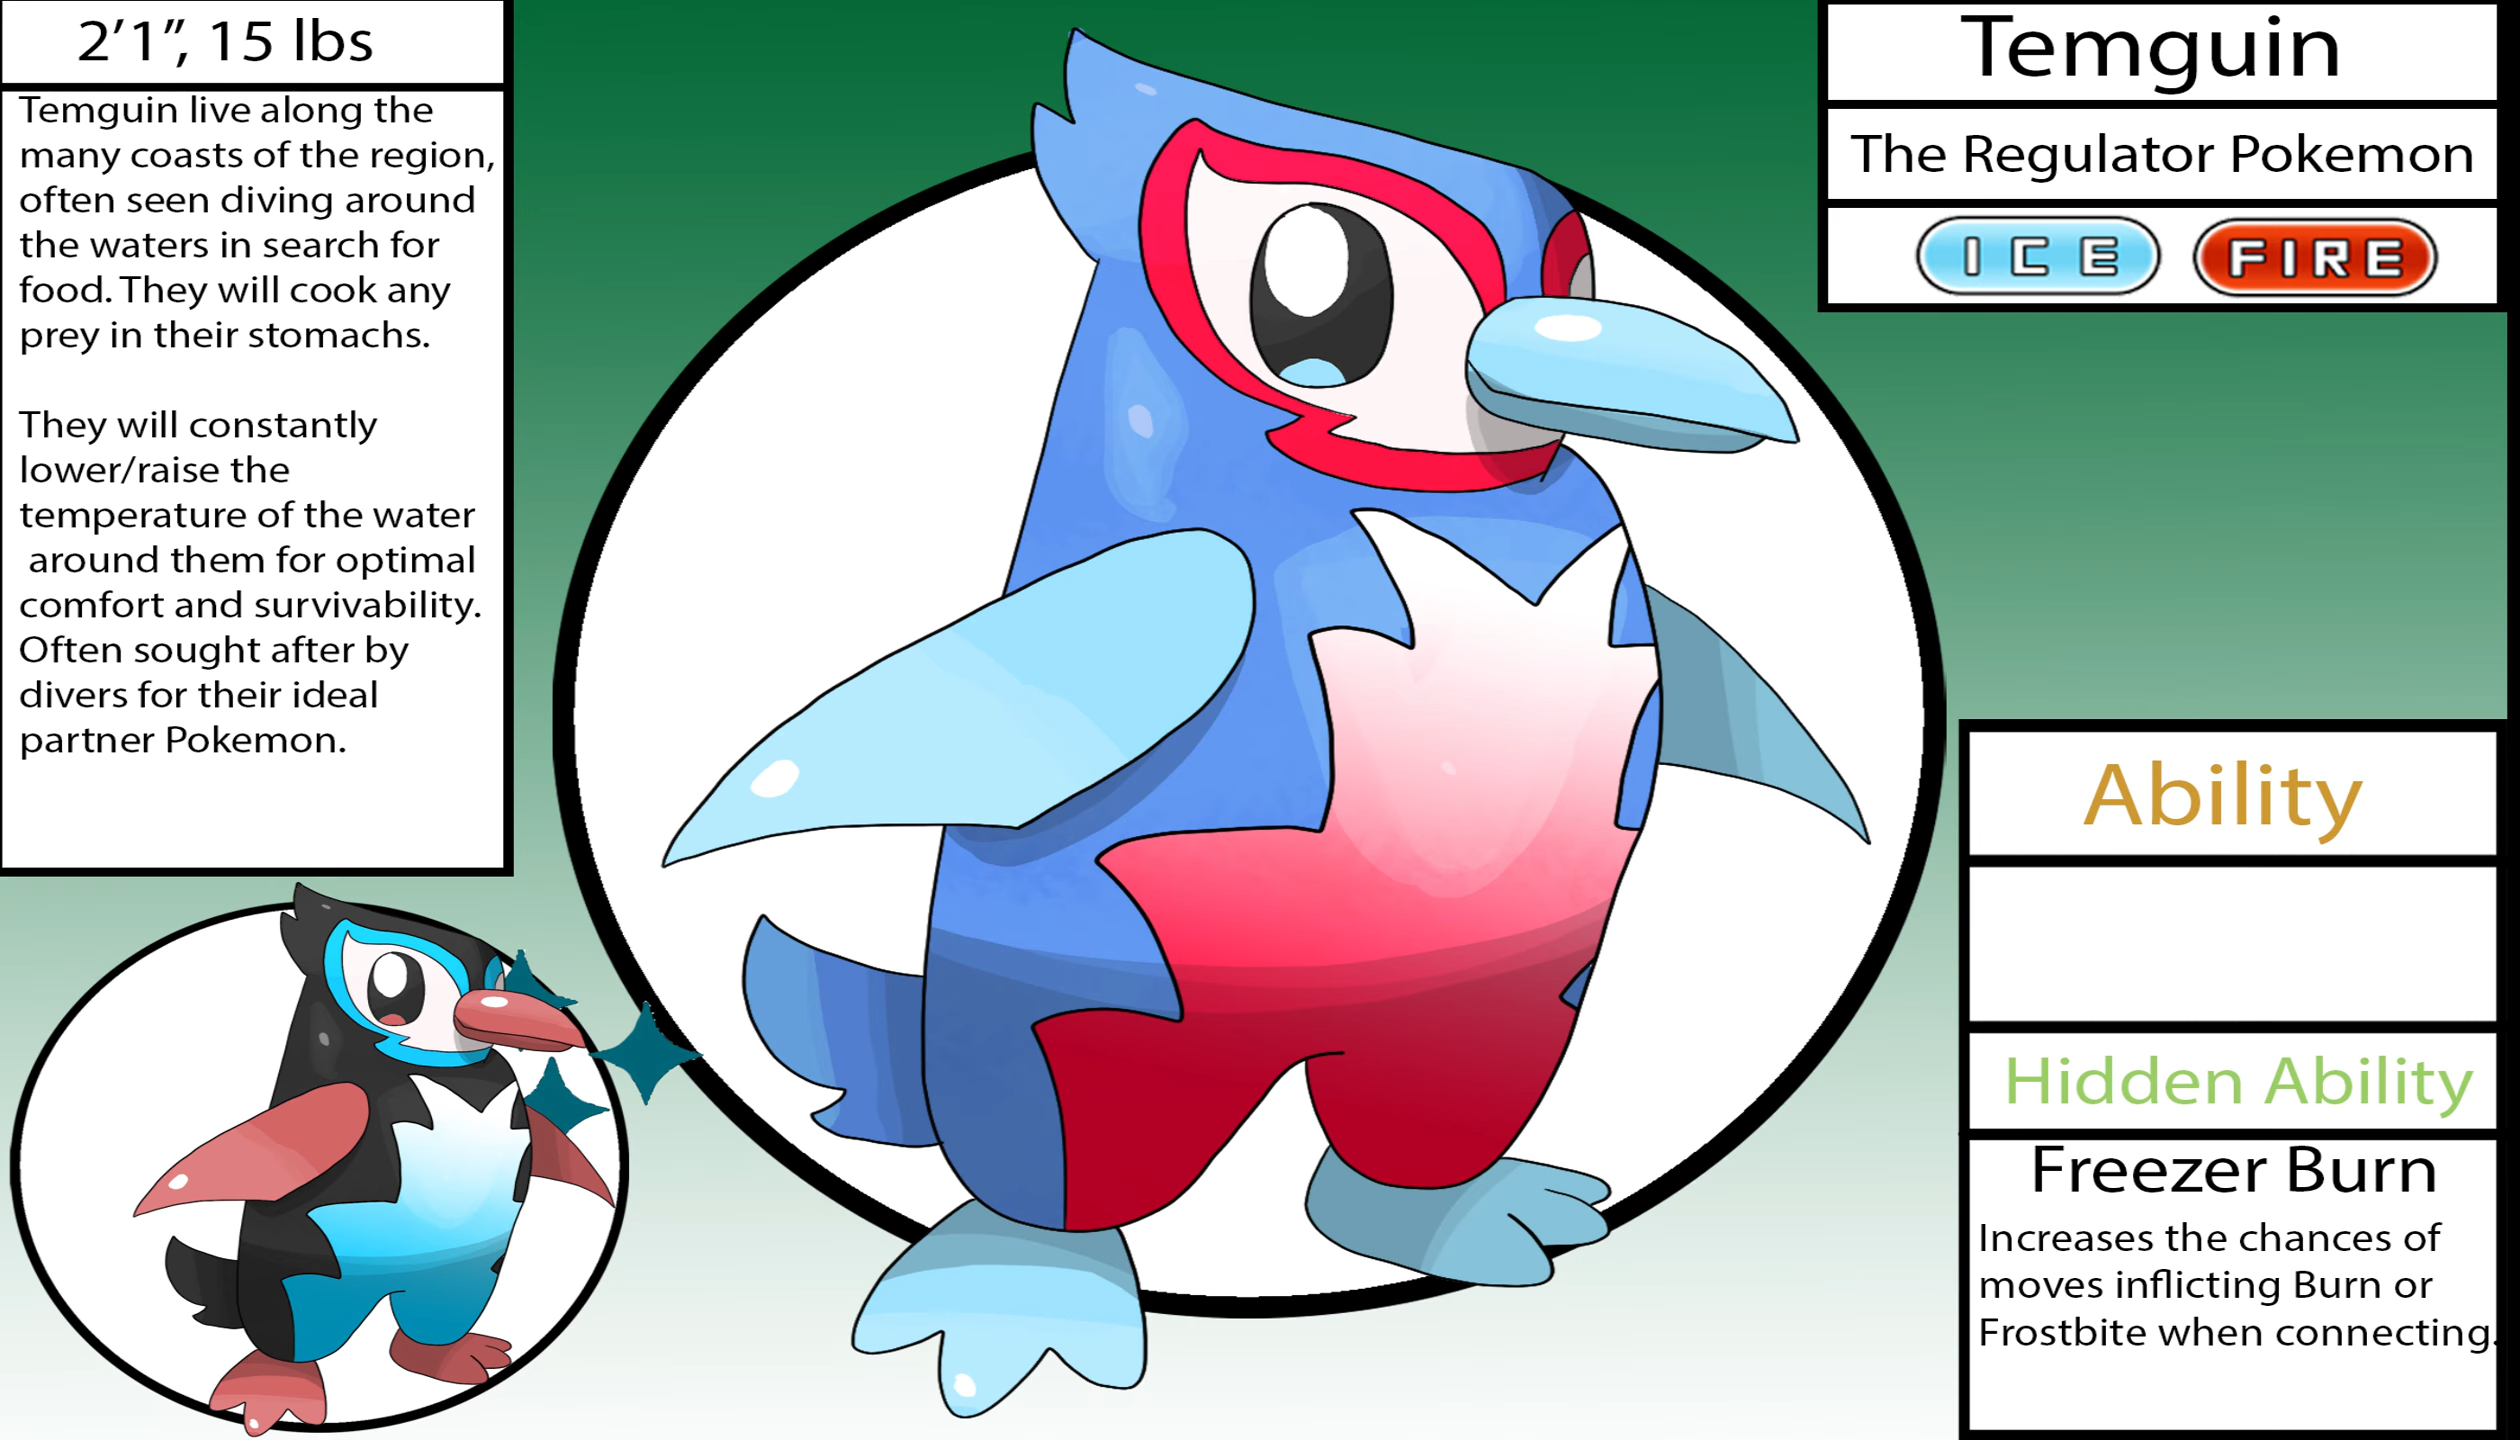 2’1”, 15 lbs
Temguin live along the
many coasts of the region,
often seen diving around
the waters in search for
food. They will cook any
prey in their stomachs.
They will constantly
lower/raise the
temperature of the water
around them for optimal
comfort and survivability.
Often sought after by
divers for their ideal
partner Pokemon.
Temguin
The Regulator Pokemon
ICE FIRE
Ability
Hidden Ability
Freezer Burn
Increases the chances of
moves inflicting Burn or
Frostbite when connecting.